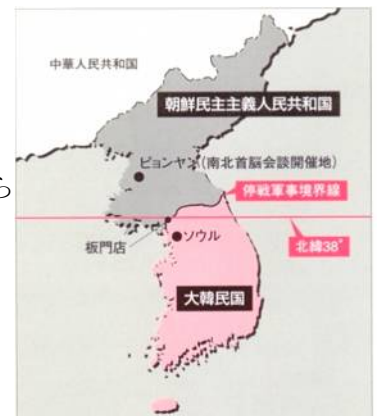 中華人民共和国
朝鮮民主主義人民共和国
ピョンヤン(南北首脳会談開催地)
ら
停戦軍事境界線
板門店
ソウル
北緯38°
大韓民国